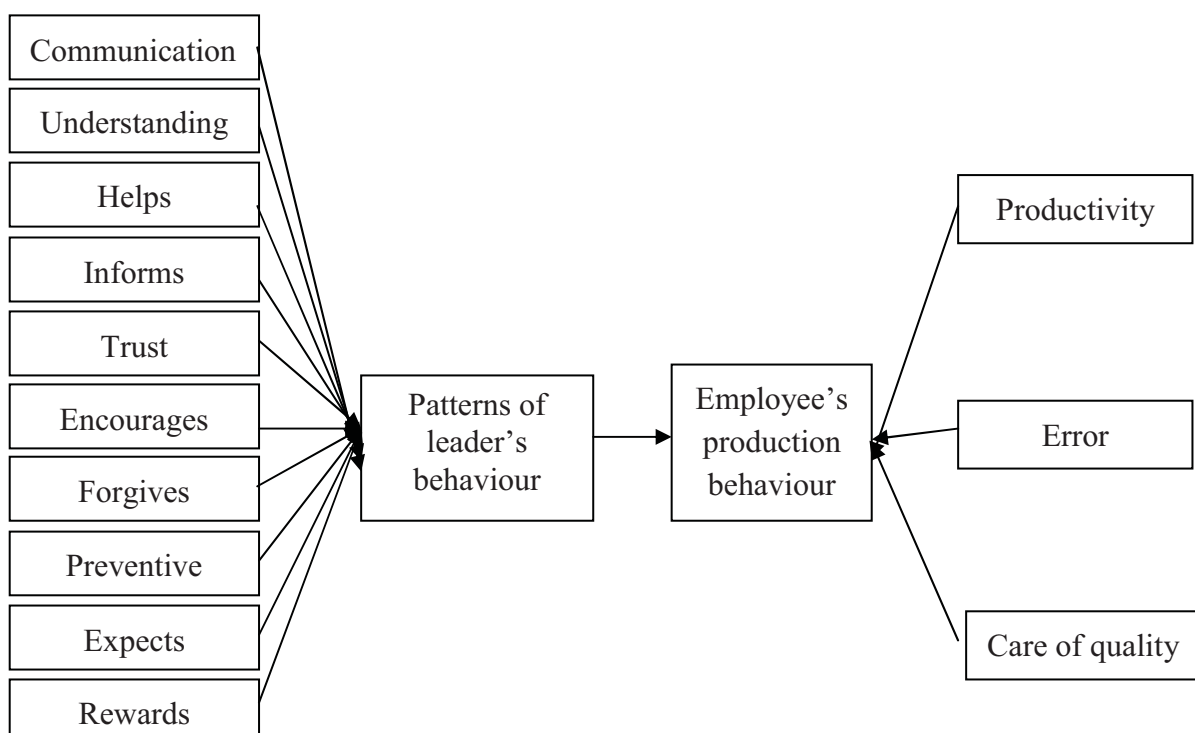 Communication
Understanding
Helps
Informs
Trust
Encourages
Forgives
Preventive
Expects
Rewards
Patterns of
leader’s
behaviour
Employee’s
production
behaviour
Productivity
Error
Care of quality